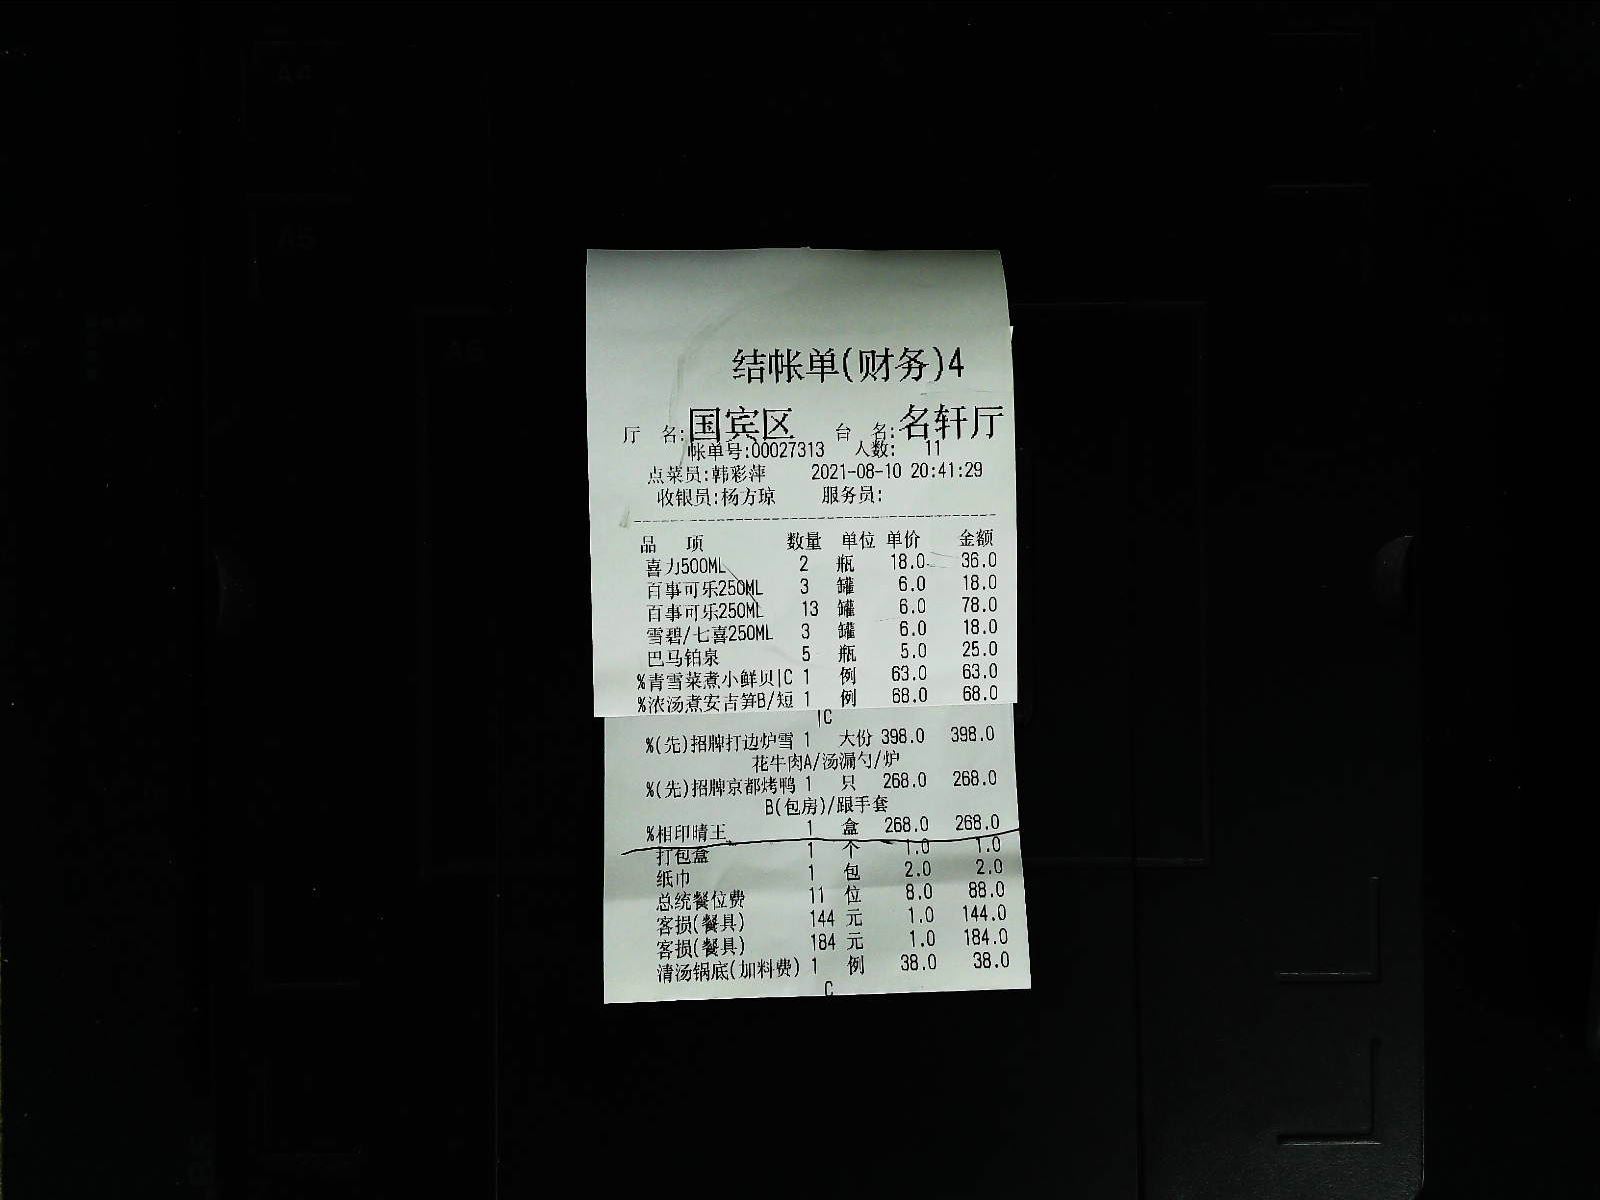 结帐单(财务)4
厅 名:国宾区 台 名:名轩厅
帐单号:00027313 人数: 11
点菜员:韩彩萍 2021-08-10 20:41:29
收银员:杨方琼 服务员:
品 项 数量 单位 单价 金额
喜力500ML 2 瓶 18.0 36.0
百事可乐250ML 3 罐 6.0 18.0
百事可乐250ML 13 罐 6.0 78.0
雪碧/七喜250ML 3 罐 6.0 18.0
巴马铂泉 5 瓶 5.0 25.0
%青雪菜煮小鲜贝|C 1 例 63.0 63.0
%浓汤煮安吉笋B/短 1 例 68.0 68.0
|C
%(先)招牌打边炉雪 1 大份 398.0 398.0
花牛肉A/汤漏勺/炉
%(先)招牌京都烤鸭 1 只 268.0 268.0
B(包房)/跟手套
%相印晴王 1 盒 268.0 268.0
打包盒 1 个 1.0 1.0
纸巾 1 包 2.0 2.0
总统餐位费 11 位 8.0 88.0
客损(餐具) 144 元 1.0 144.0
客损(餐具) 184 元 1.0 184.0
清汤锅底(加料费) 1 例 38.0 38.0
C
A4
A5
A6